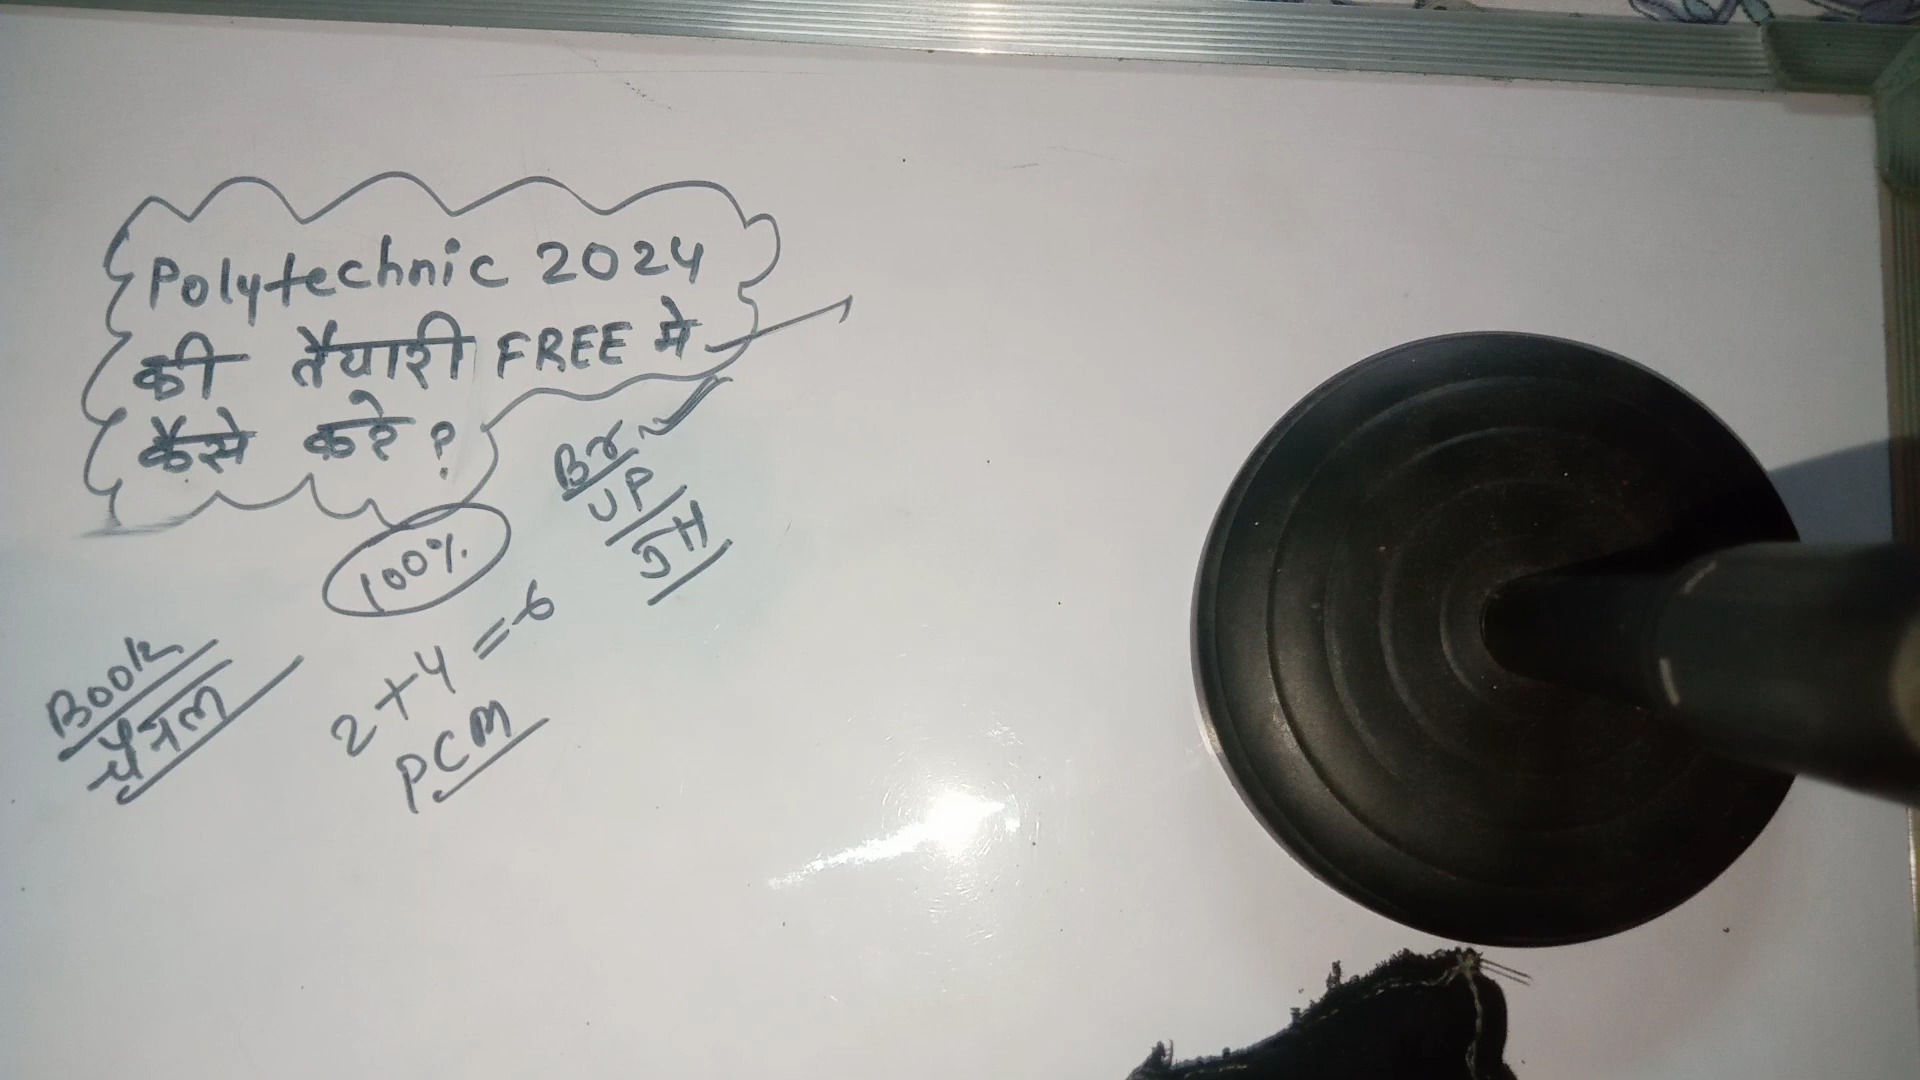 Polytechnic 2024
की तैयारी FREE मे
कैसे करे ?
100%
Br
UP
JH
2+4=6
PCM
Book
चैनल